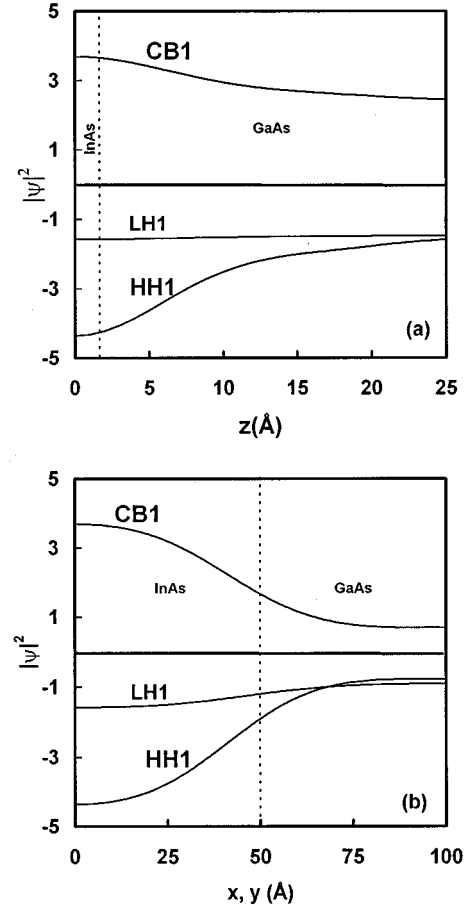 5
CB1
3
InAs
GaAs
1
|ψ|²
-1
LH1
HH1
-3
(a)
-5
0 5 10 15 20 25
z(Å)
5
CB1
3
InAs GaAs
1
|ψ|²
-1
LH1
HH1
-3
(b)
-5
0 25 50 75 100
x, y (Å)